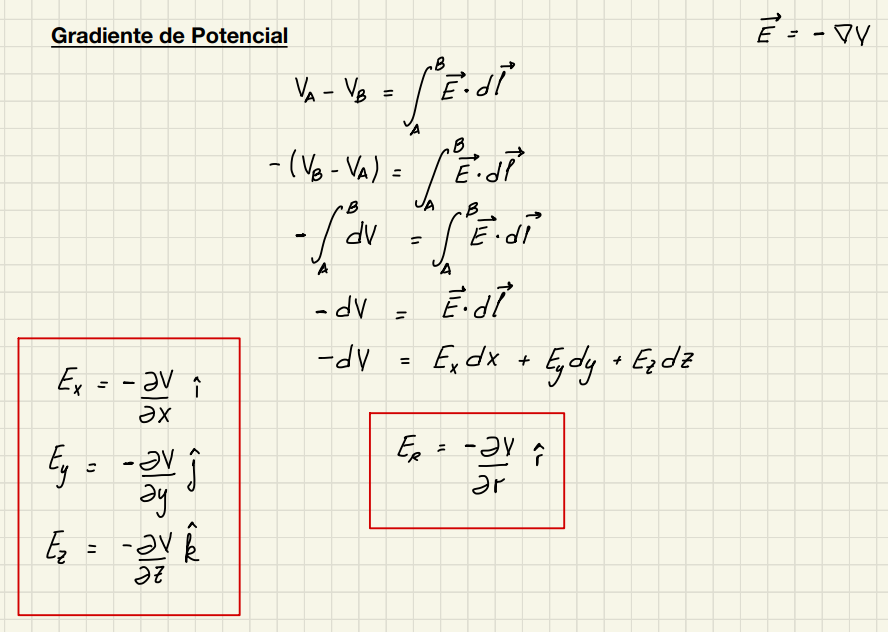 Gradiente de Potencial
E⃗ = - ∇V
V_A - V_B = ∫_A^B E⃗ · dl⃗
-(V_B - V_A) = ∫_A^B E⃗ · dl⃗
-∫_A^B dV = ∫_A^B E⃗ · dl⃗
-dV = E⃗ · dl⃗
-dV = E_x dx + E_y dy + E_z dz
E_x = -∂V/∂x î
E_y = -∂V/∂y ĵ
E_z = -∂V/∂z k̂
E_R = -∂V/∂r r̂